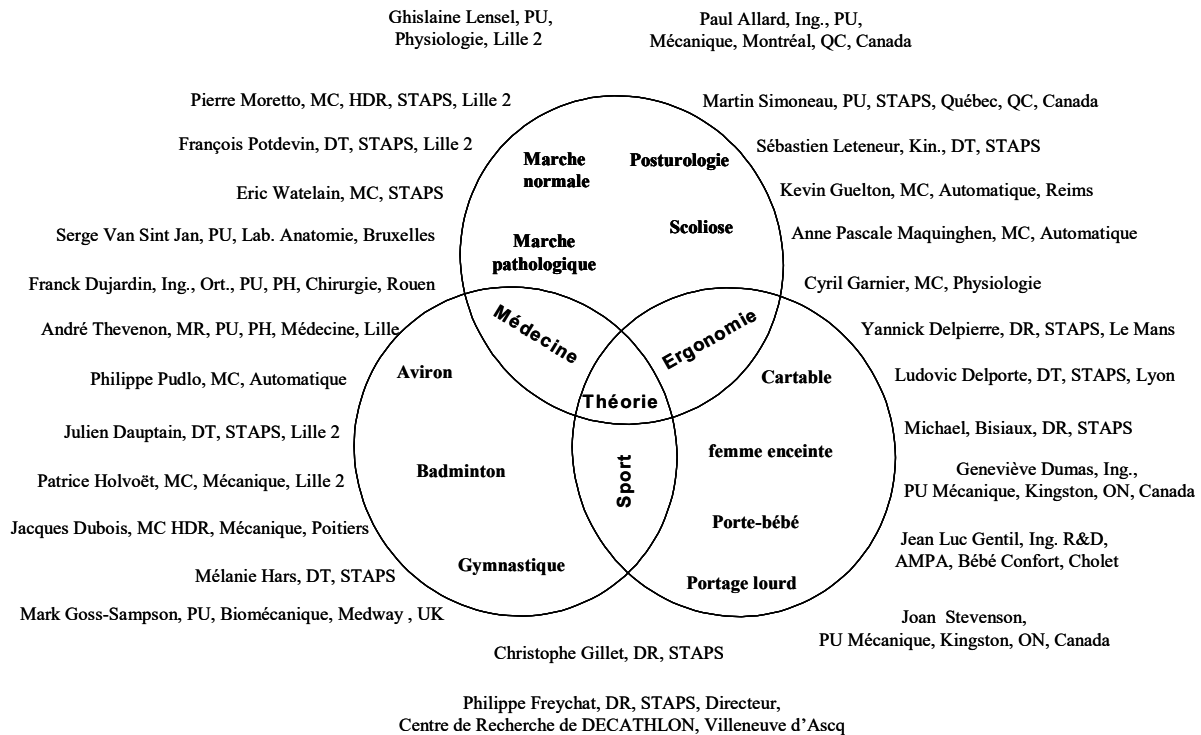 Ghislaine Lensel, PU,
Physiologie, Lille 2
Paul Allard, Ing., PU,
Mécanique, Montréal, QC, Canada
Pierre Moretto, MC, HDR, STAPS, Lille 2
François Potdevin, DT, STAPS, Lille 2
Eric Watelain, MC, STAPS
Serge Van Sint Jan, PU, Lab. Anatomie, Bruxelles
Franck Dujardin, Ing., Ort., PU, PH, Chirurgie, Rouen
André Thevenon, MR, PU, PH, Médecine, Lille
Philippe Pudlo, MC, Automatique
Julien Dauptain, DT, STAPS, Lille 2
Patrice Holvoët, MC, Mécanique, Lille 2
Jacques Dubois, MC HDR, Mécanique, Poitiers
Mélanie Hars, DT, STAPS
Mark Goss-Sampson, PU, Biomécanique, Medway , UK
Marche
normale
Posturologie
Marche
pathologique
Scoliose
Médecine
Ergonomie
Théorie
Sport
Aviron
Badminton
Gymnastique
Cartable
femme enceinte
Porte-bébé
Portage lourd
Martin Simoneau, PU, STAPS, Québec, QC, Canada
Sébastien Leteneur, Kin., DT, STAPS
Kevin Guelton, MC, Automatique, Reims
Anne Pascale Maquinghen, MC, Automatique
Cyril Garnier, MC, Physiologie
Yannick Delpierre, DR, STAPS, Le Mans
Ludovic Delporte, DT, STAPS, Lyon
Michael, Bisiaux, DR, STAPS
Geneviève Dumas, Ing.,
PU Mécanique, Kingston, ON, Canada
Jean Luc Gentil, Ing. R&D,
AMPA, Bébé Confort, Cholet
Joan Stevenson,
PU Mécanique, Kingston, ON, Canada
Christophe Gillet, DR, STAPS
Philippe Freychat, DR, STAPS, Directeur,
Centre de Recherche de DECATHLON, Villeneuve d'Ascq